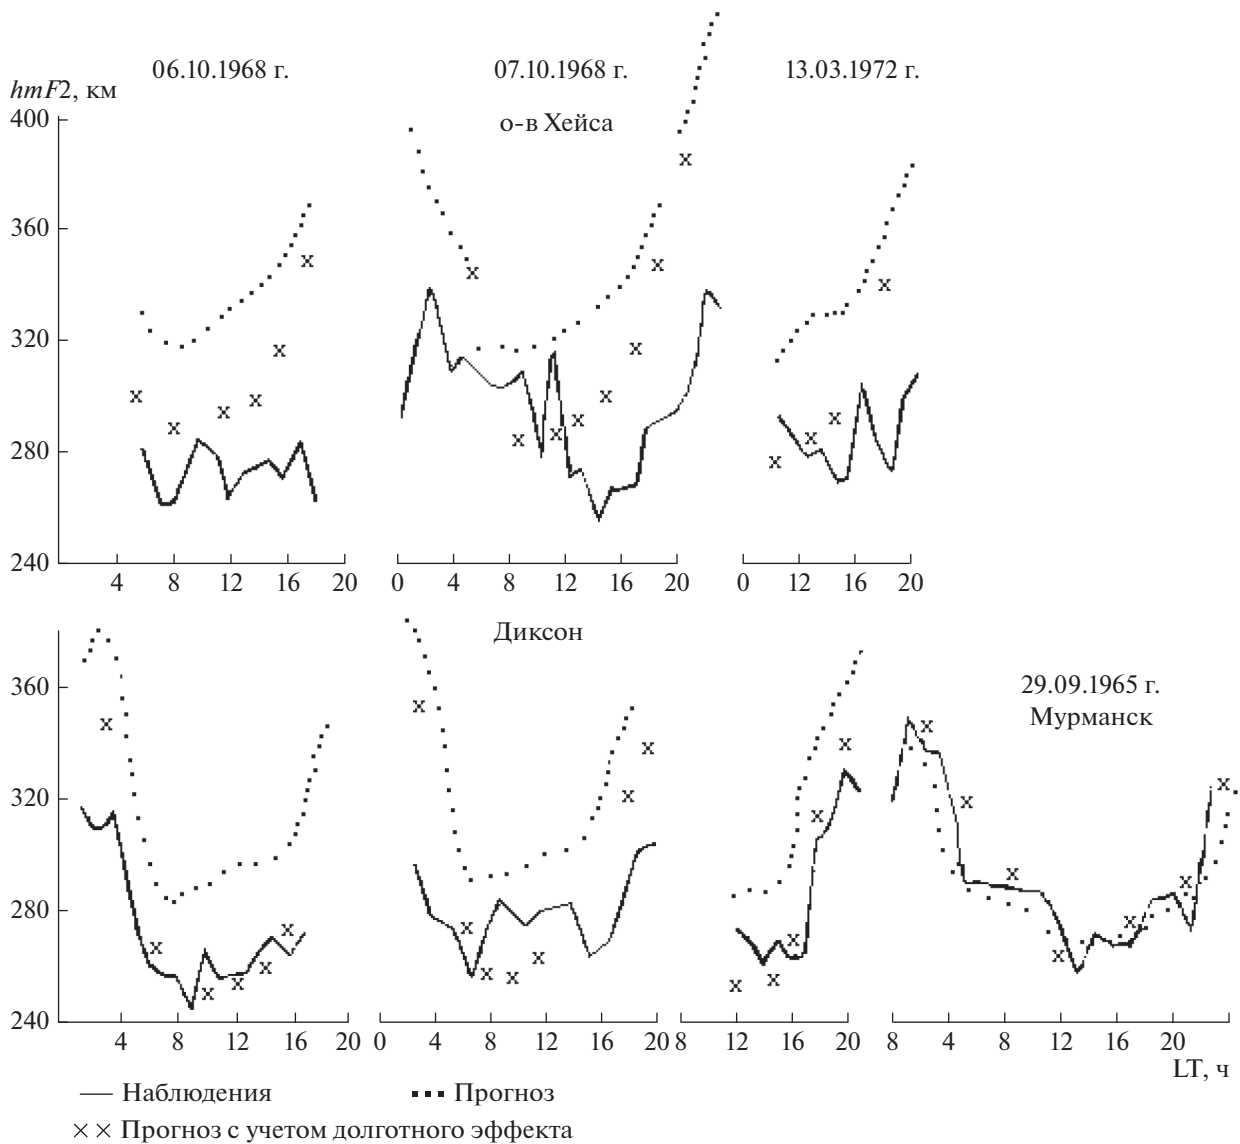 06.10.1968 г. 07.10.1968 г. 13.03.1972 г.
hmF2, км
400
о-в Хейса
360
320
280
240
4 8 12 16 20 0 4 8 12 16 20 0 12 16 20
Диксон
360
29.09.1965 г.
Мурманск
320
280
240
4 8 12 16 20 0 4 8 12 16 20 8 12 16 20 8 4 8 12 16 20
LT, ч
Наблюдения Прогноз
×× Прогноз с учетом долготного эффекта